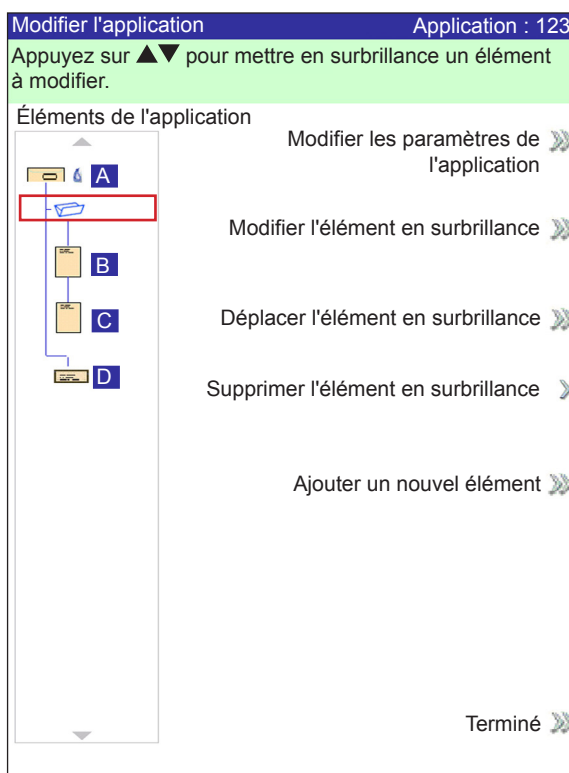 Modifier l'application Application : 123
Appuyez sur ▲▼ pour mettre en surbrillance un élément
à modifier.
Éléments de l'application
Modifier les paramètres de
l'application
A
Modifier l'élément en surbrillance
B
Déplacer l'élément en surbrillance
C
Supprimer l'élément en surbrillance
D
Ajouter un nouvel élément
Terminé